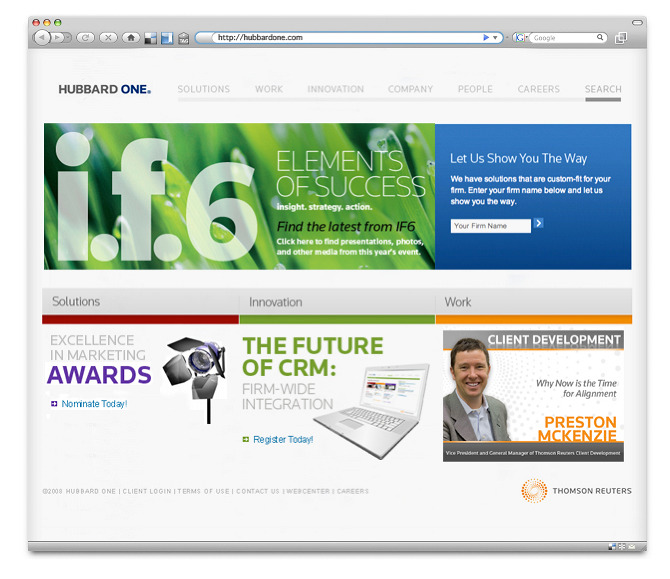 http://hubbardone.com
Google
HUBBARD ONE.
SOLUTIONS WORK INNOVATION COMPANY PEOPLE CAREERS SEARCH
i.f.6
ELEMENTS
OF SUCCESS
insight. strategy. action.
Find the latest from IF6
Click here to find presentations, photos,
and other media from this year's event.
Let Us Show You The Way
We have solutions that are custom-fit for your
firm. Enter your firm name below and let us
show you the way.
Your Firm Name
Solutions
Innovation
Work
EXCELLENCE
IN MARKETING
AWARDS
Nominate Today!
THE FUTURE
OF CRM:
FIRM-WIDE
INTEGRATION
Register Today!
CLIENT DEVELOPMENT
Why Now is the Time
for Alignment
PRESTON
MCKENZIE
Vice President and General Manager of Thomson Reuters Client Development
©2009 HUBBARD ONE | CLIENT LOGIN | TERMS OF USE | CONTACT US | WEBCENTER | CAREERS
THOMSON REUTERS